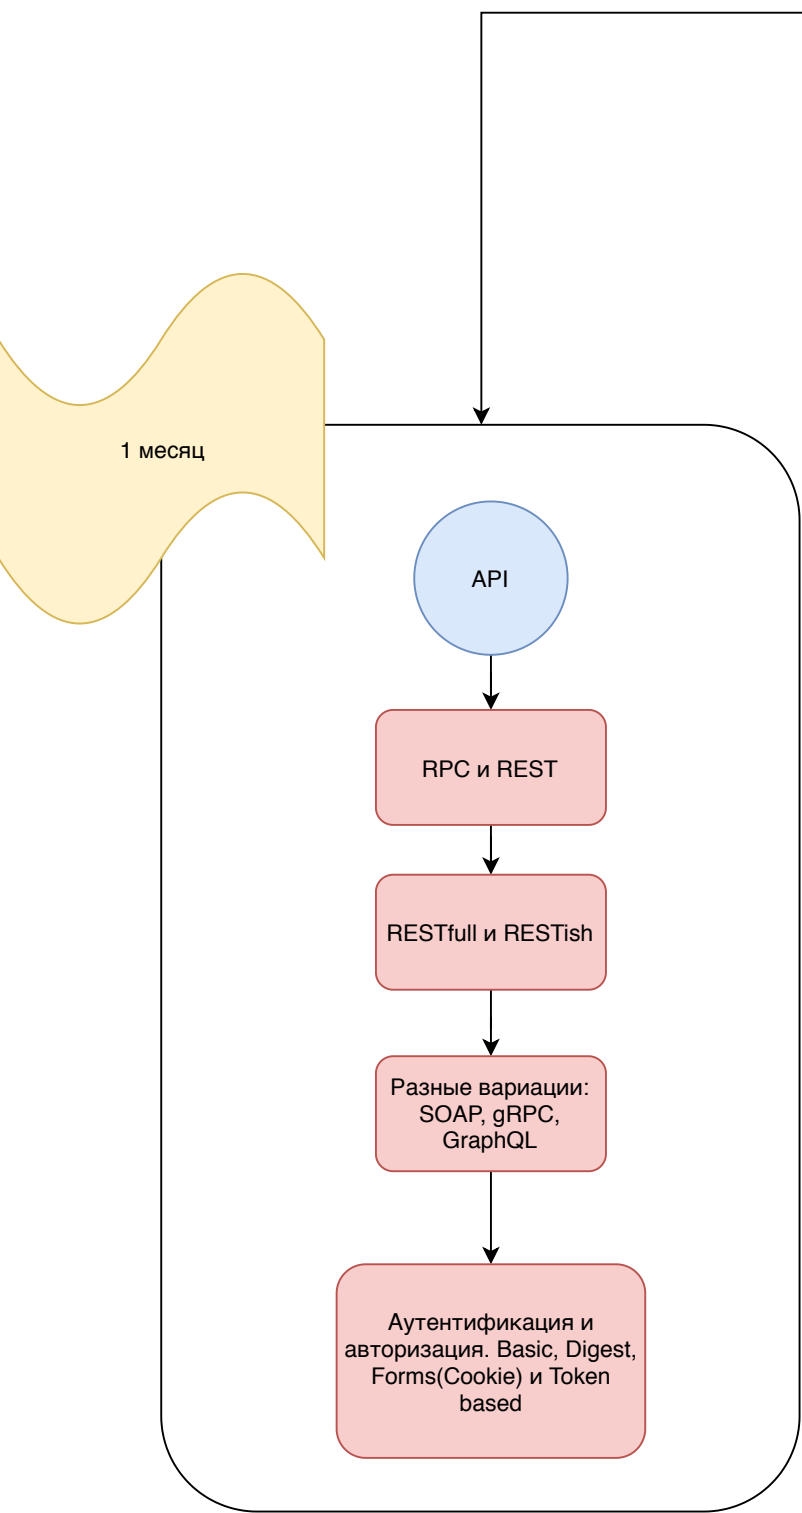 1 месяц
API
RPC и REST
RESTfull и RESTish
Разные вариации:
SOAP, gRPC,
GraphQL
Аутентификация и
авторизация. Basic, Digest,
Forms(Cookie) и Token
based